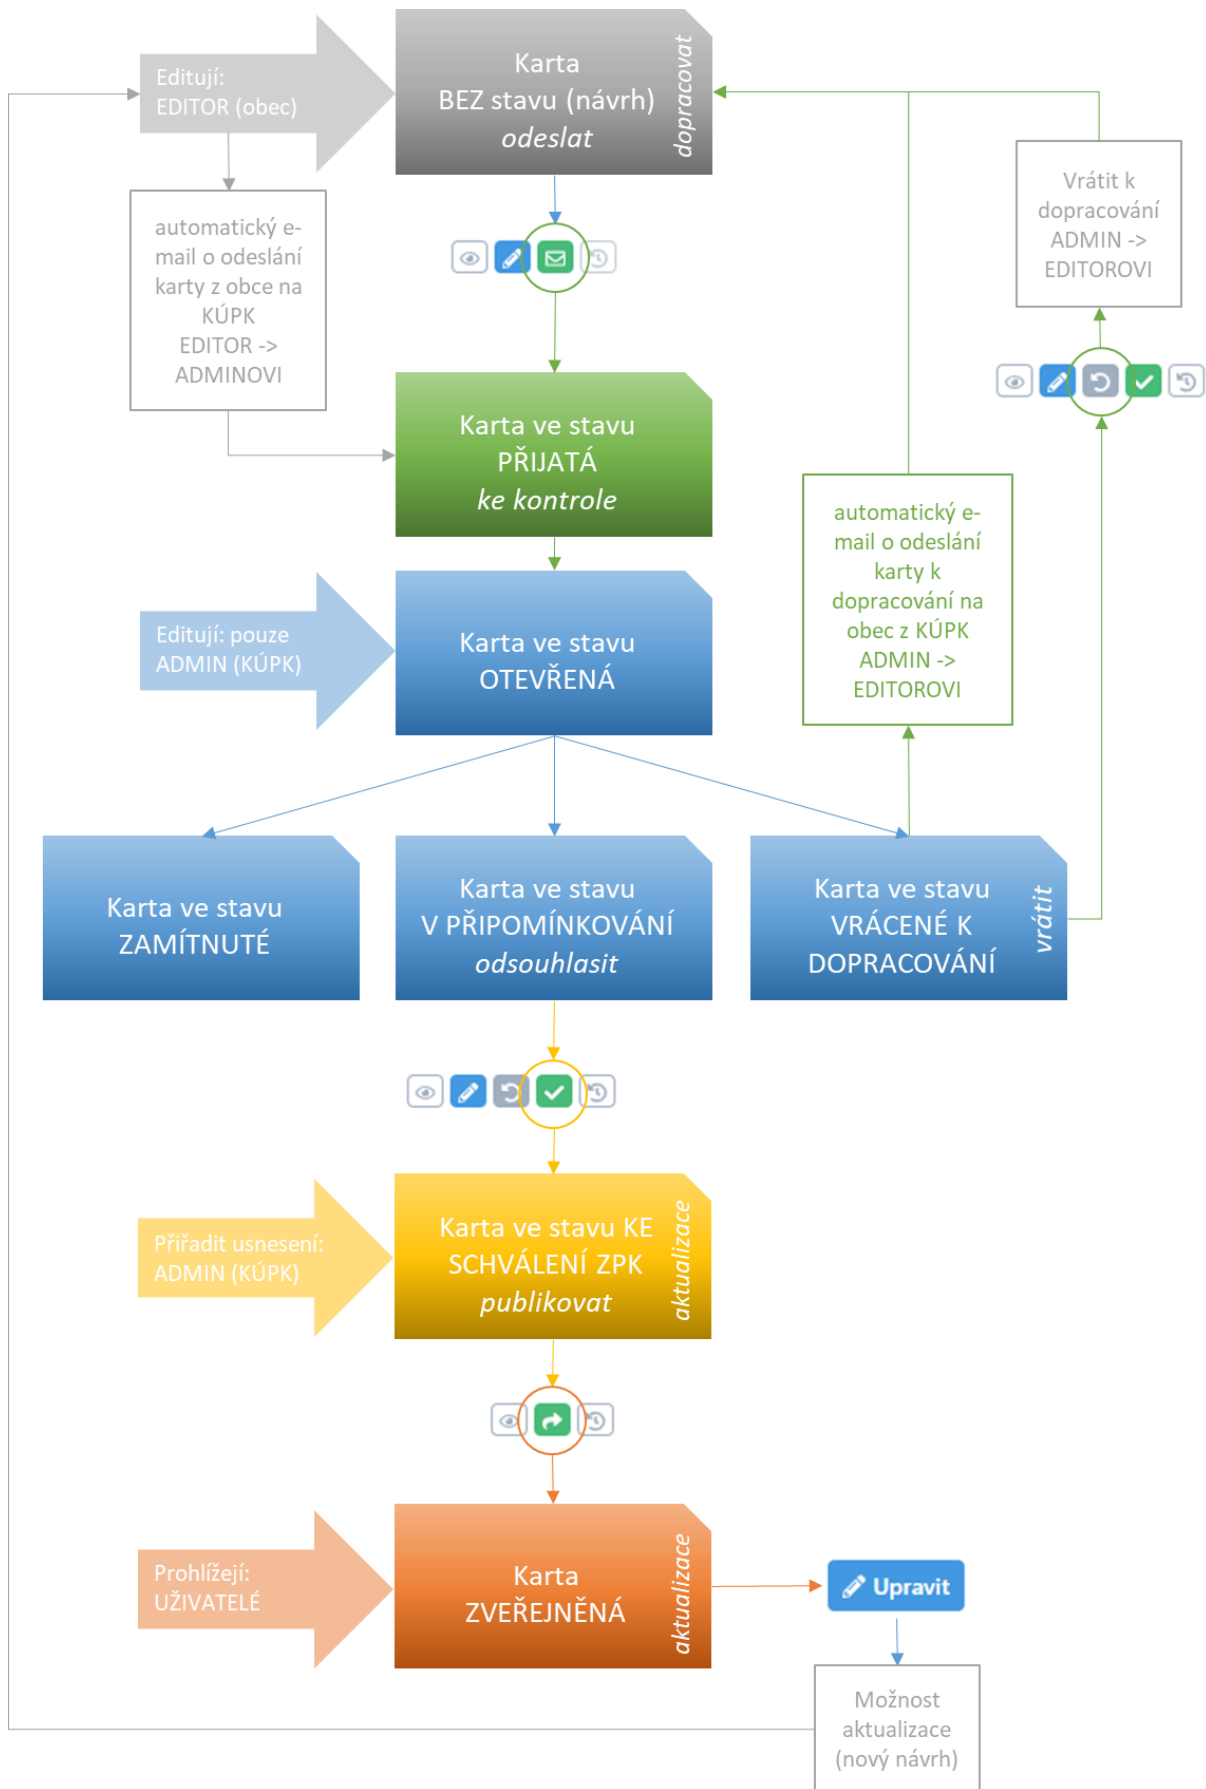 Editují:
EDITOR (obec)
Karta
BEZ stavu (návrh)
odeslat
dopracovat
automatický e-
mail o odeslání
karty z obce na
KÚPK
EDITOR ->
ADMINOVI
Vrátit k
dopracování
ADMIN ->
EDITOROVI
Karta ve stavu
PŘIJATÁ
ke kontrole
automatický e-
mail o odeslání
karty k
dopracování na
obec z KÚPK
ADMIN ->
EDITOROVI
Editují: pouze
ADMIN (KÚPK)
Karta ve stavu
OTEVŘENÁ
Karta ve stavu
ZAMÍTNUTÉ
Karta ve stavu
V PŘIPOMÍNKOVÁNÍ
odsouhlasit
Karta ve stavu
VRÁCENÉ K
DOPRACOVÁNÍ
vrátit
Přiřadit usnesení:
ADMIN (KÚPK)
Karta ve stavu KE
SCHVÁLENÍ ZPK
publikovat
aktualizace
Prohlížejí:
UŽIVATELÉ
Karta
ZVEŘEJNĚNÁ
aktualizace
Upravit
Možnost
aktualizace
(nový návrh)